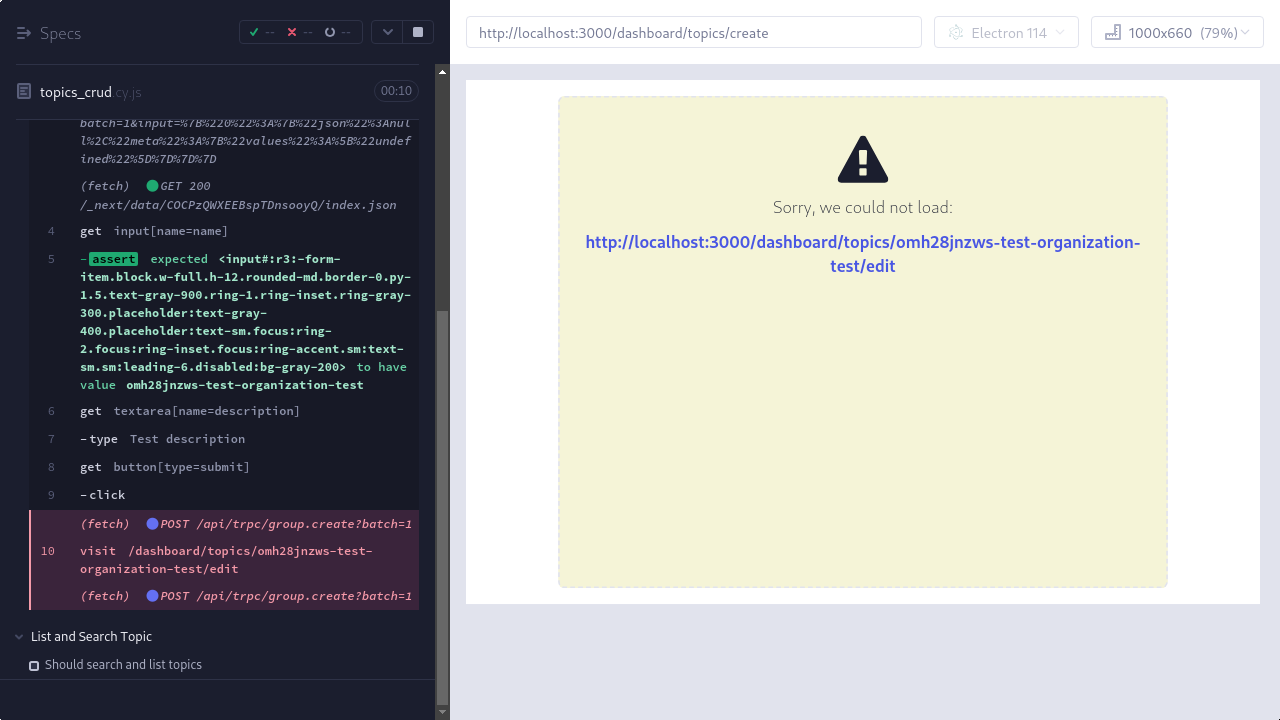 Specs
-- -- --
topics_crud.cy.js
00:10
batch=1&input=%7B%220%22%3A%7B%22json%22%3Anul
l%2C%22meta%22%3A%7B%22values%22%3A%5B%22undef
ined%22%5D%7D%7D%7D
(fetch) GET 200
/_next/data/COCPzQWXEEBspTDnsooyQ/index.json
4 get input[name=name]
5 -assert expected <input#:r3:-form-
item.block.w-full.h-12.rounded-md.border-0.py-
1.5.text-gray-900.ring-1.ring-inset.ring-gray-
300.placeholder:text-gray-
400.placeholder:text-sm.focus:ring-
2.focus:ring-inset.focus:ring-accent.sm:text-
sm.sm:leading-6.disabled:bg-gray-200> to have
value omh28jnzws-test-organization-test
6 get textarea[name=description]
7 -type Test description
8 get button[type=submit]
9 -click
(fetch) POST /api/trpc/group.create?batch=1
10 visit /dashboard/topics/omh28jnzws-test-
organization-test/edit
(fetch) POST /api/trpc/group.create?batch=1
List and Search Topic
Should search and list topics
http://localhost:3000/dashboard/topics/create
Electron 114
1000x660 (79%)
Sorry, we could not load:
http://localhost:3000/dashboard/topics/omh28jnzws-test-organization-
test/edit